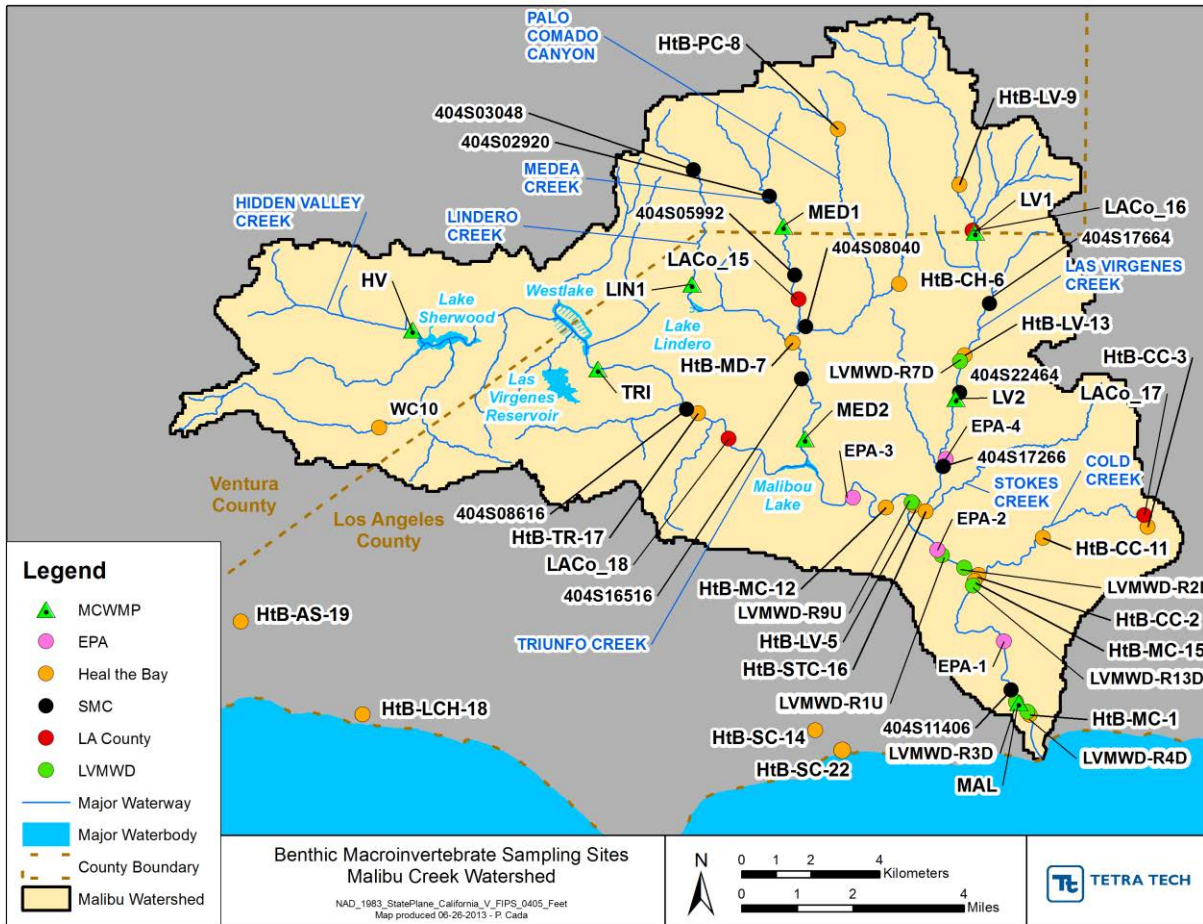 PALO
COMADO
CANYON
HtB-PC-8
HtB-LV-9
404S03048
404S02920
MEDEA
CREEK
HIDDEN VALLEY
CREEK
LINDERO
CREEK
404S05992
MED1
LV1
LACo_16
404S17664
404S08040
LACo_15
HtB-CH-6
LAS VIRGENES
CREEK
HV
Lake
Sherwood
Westlake
LIN1
Lake
Lindero
HtB-LV-13
HtB-MD-7
LVMWD-R7D
HtB-CC-3
LACo_17
404S22464
LV2
Las
Virgenes
Reservoir
TRI
WC10
MED2
EPA-4
EPA-3
404S17266
COLD
CREEK
STOKES
CREEK
Malibou
Lake
Ventura
County
Los Angeles
County
404S08616
HtB-TR-17
LACo_18
404S16516
EPA-2
HtB-CC-11
HtB-MC-12
LVMWD-R9U
HtB-LV-5
HtB-STC-16
LVMWD-R1U
TRIUNFO CREEK
EPA-1
HtB-CC-2
HtB-MC-15
LVMWD-R13D
404S11406
LVMWD-R3D
MAL
HtB-MC-1
LVMWD-R4D
HtB-AS-19
HtB-LCH-18
HtB-SC-14
HtB-SC-22
Legend
MCWMP
EPA
Heal the Bay
SMC
LA County
LVMWD
Major Waterway
Major Waterbody
County Boundary
Malibu Watershed
Benthic Macroinvertebrate Sampling Sites
Malibu Creek Watershed
NAD_1983_StatePlane_California_V_FIPS_0405_Feet
Map produced 06-26-2013 - P. Cada
N
0 1 2 4
Kilometers
0 1 2 4
Miles
Tt TETRA TECH